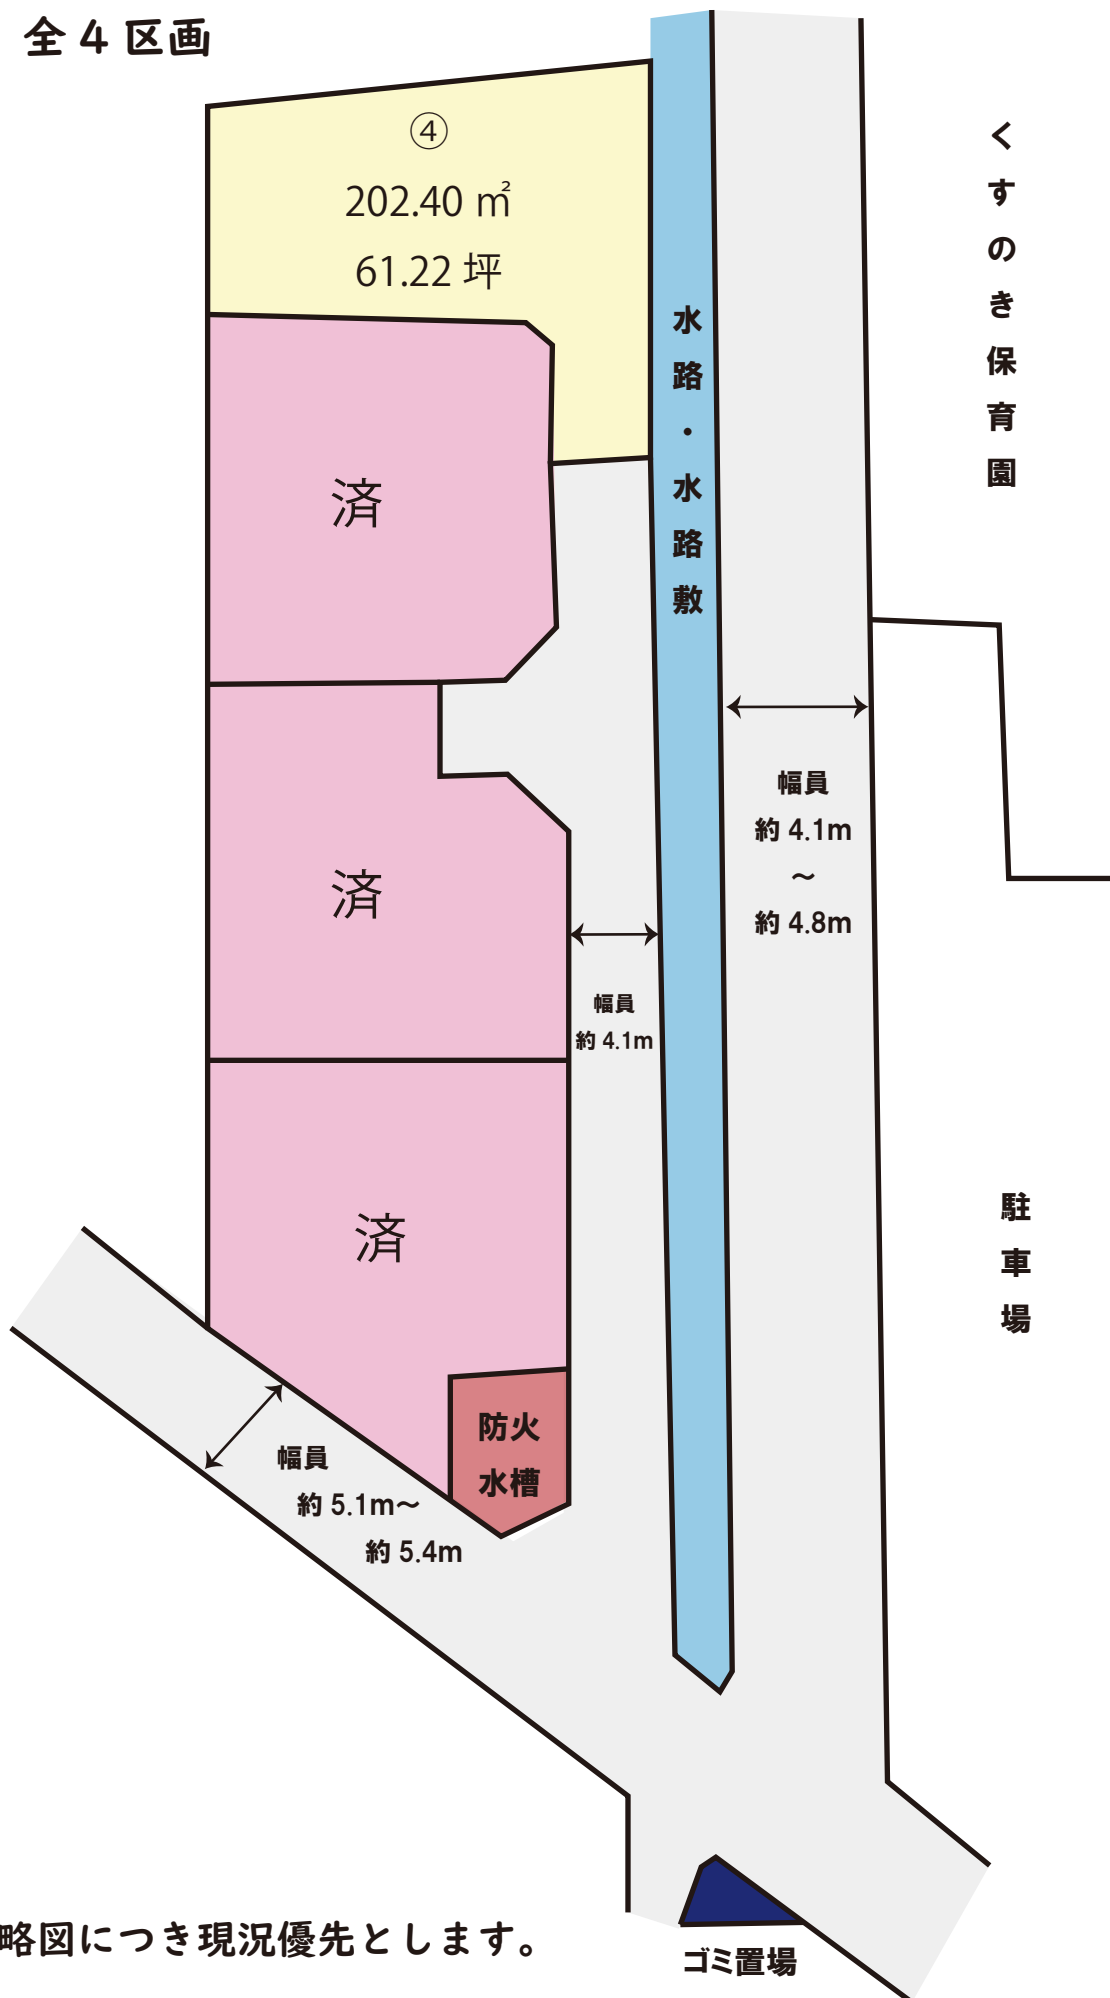 全4区画
④
202.40㎡
61.22坪
くすのき保育園
水路・水路敷
済
幅員
約4.1m
〜
約4.8m
済
幅員
約4.1m
駐車場
済
防火
水槽
幅員
約5.1m〜
約5.4m
略図につき現況優先とします。
ゴミ置場